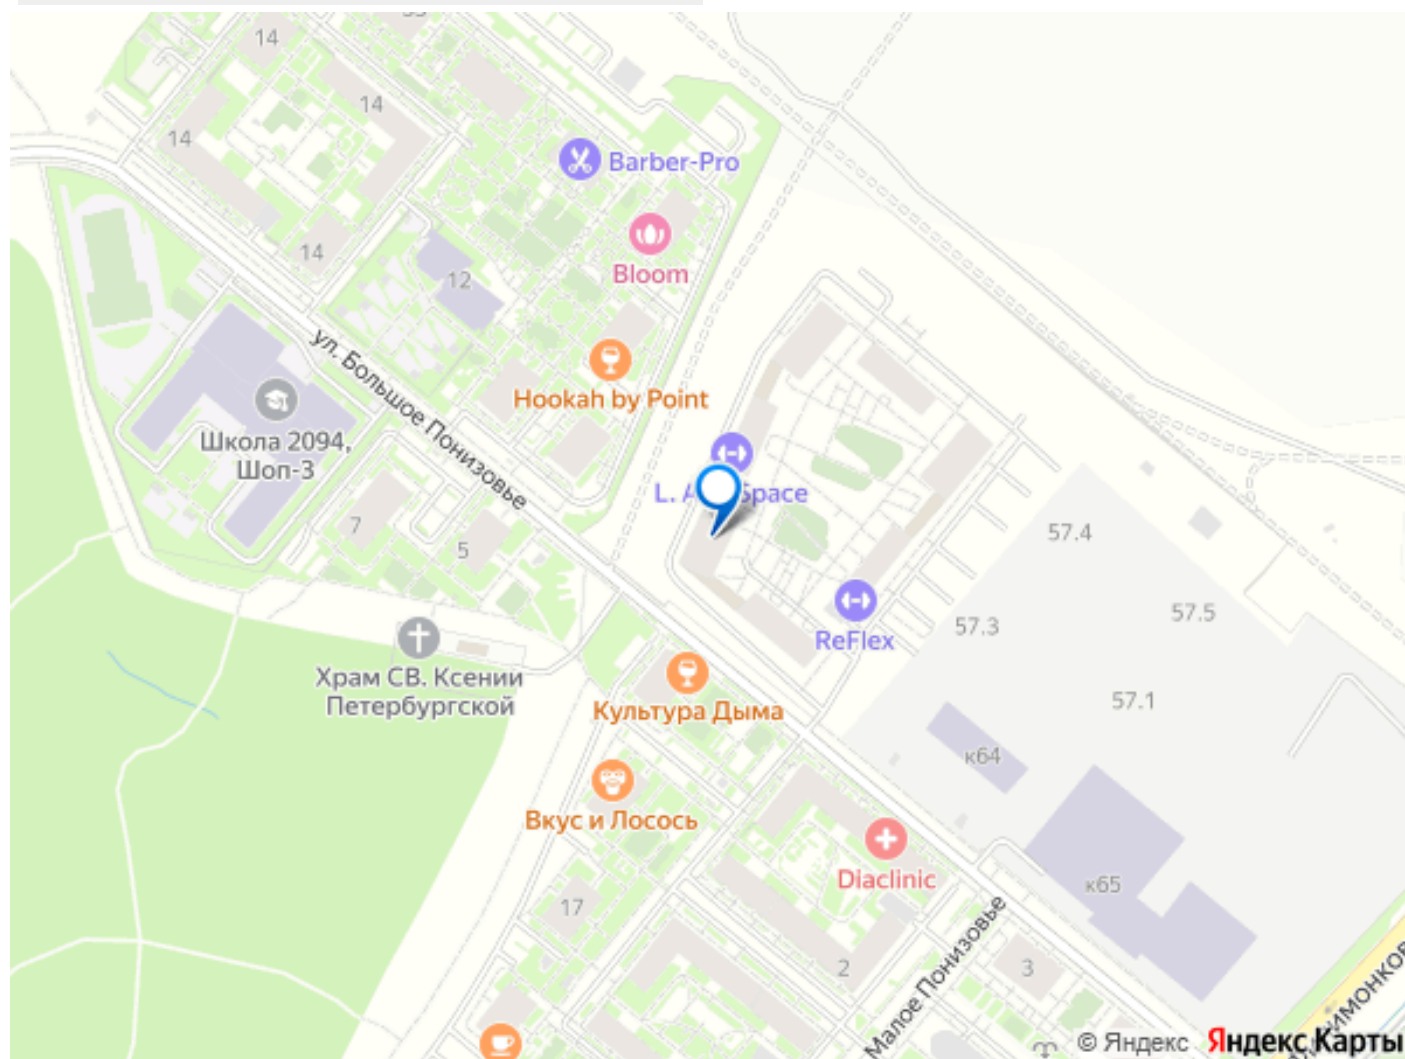 14
14
14
Barber-Pro
Bloom
14
12
ул. Большое Понизовье
Hookah by Point
Школа 2094,
Шоп-3
Space
7
5
57.4
57.3
57.5
ReFlex
Храм СВ. Ксении
Петербургской
57.1
Культура Дыма
к64
Вкус и Лосось
Diaclinic
к65
17
2
3
Малое Понизовье
© Яндекс Яндекс Карты